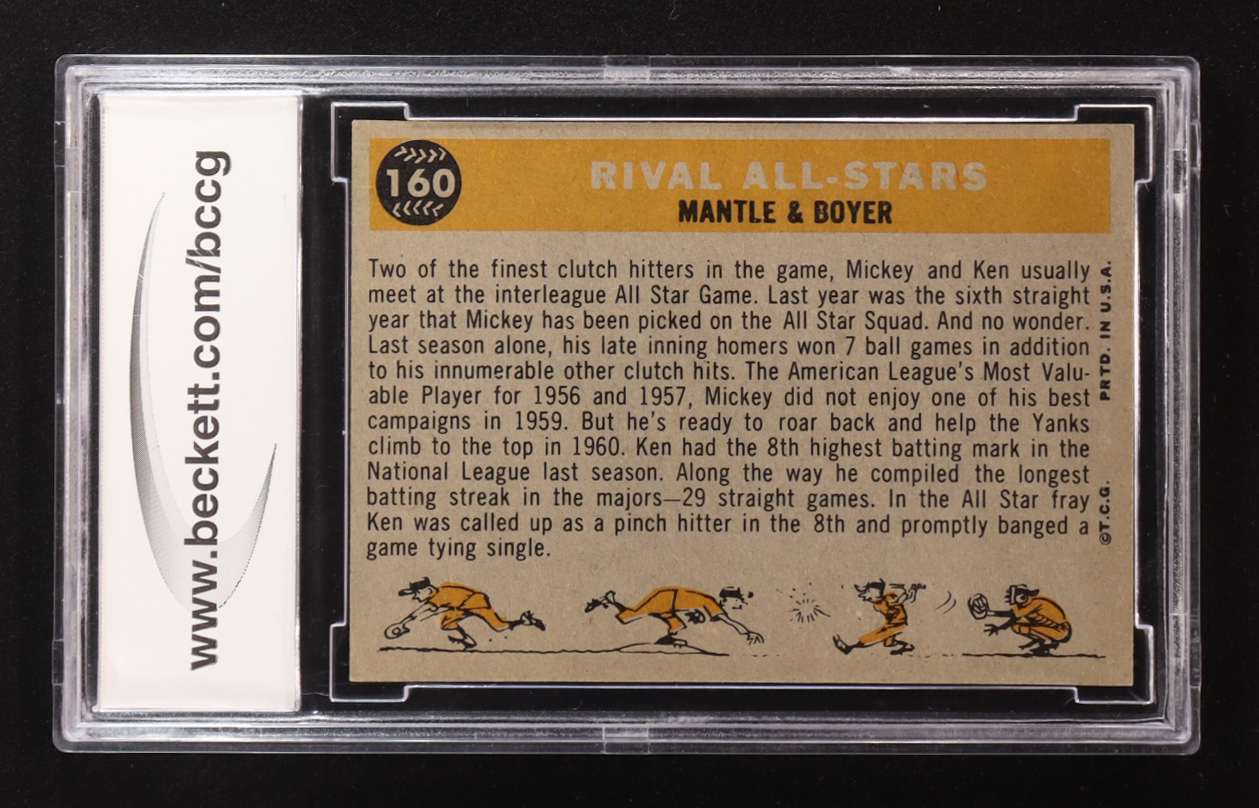 www.beckett.com/bccg
160
RIVAL ALL-STARS
MANTLE & BOYER
Two of the finest clutch hitters in the game, Mickey and Ken usually
meet at the interleague All Star Game. Last year was the sixth straight
year that Mickey has been picked on the All Star Squad. And no wonder.
Last season alone, his late inning homers won 7 ball games in addition
to his innumerable other clutch hits. The American League's Most Valu-
able Player for 1956 and 1957, Mickey did not enjoy one of his best
campaigns in 1959. But he's ready to roar back and help the Yanks
climb to the top in 1960. Ken had the 8th highest batting mark in the
National League last season. Along the way he compiled the longest
batting streak in the majors—29 straight games. In the All Star fray
Ken was called up as a pinch hitter in the 8th and promptly banged a
game tying single.
©T.C.G. PRTD. IN U.S.A.